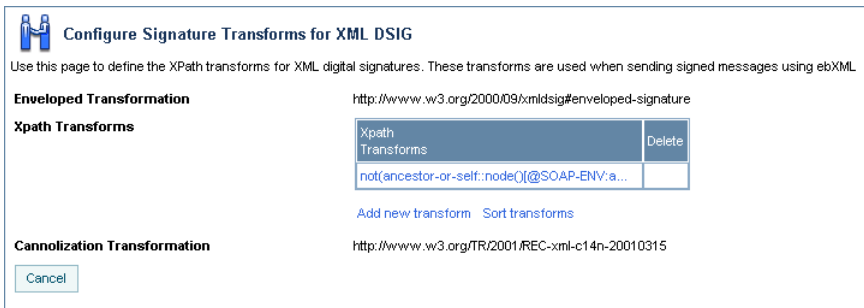 Configure Signature Transforms for XML DSIG
Use this page to define the XPath transforms for XML digital signatures. These transforms are used when sending signed messages using ebXML
Enveloped Transformation http://www.w3.org/2000/09/xmldsig#enveloped-signature
Xpath Transforms
Xpath
Transforms
Delete
not(ancestor-or-self::node()[@SOAP-ENV:a...
Add new transform Sort transforms
Cannolization Transformation http://www.w3.org/TR/2001/REC-xml-c14n-20010315
Cancel